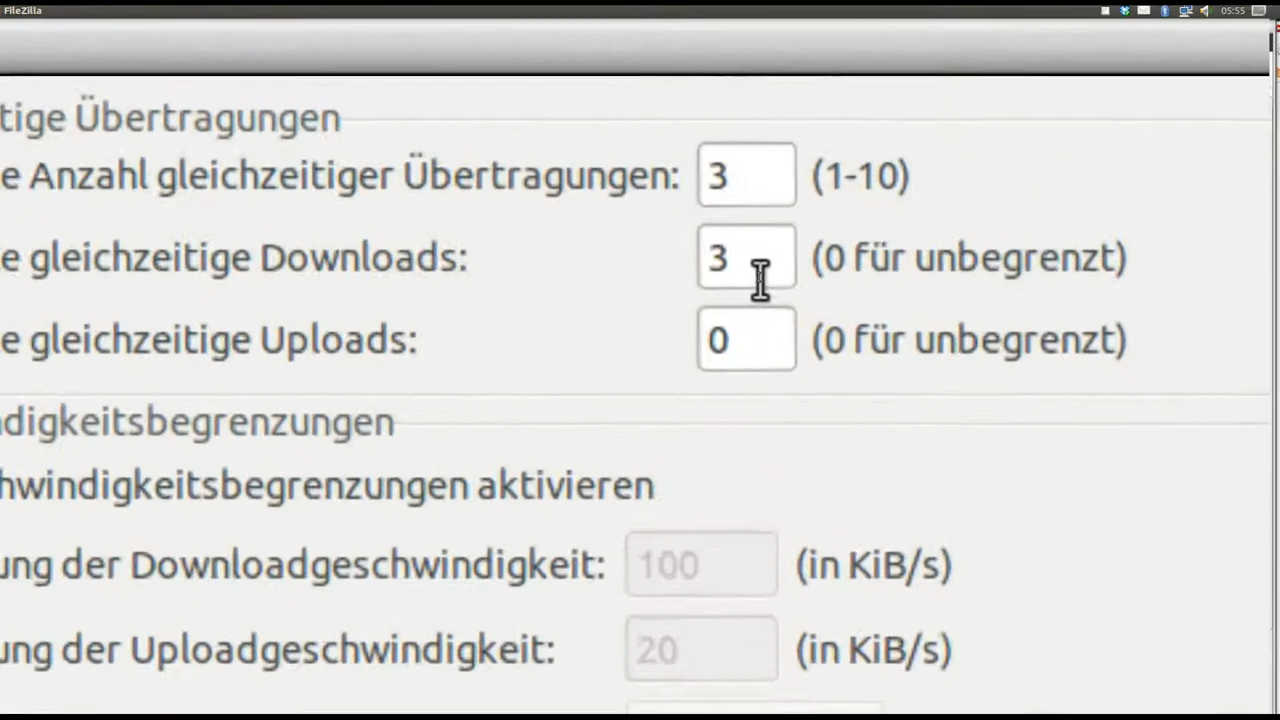 FileZilla
05:55
tige Übertragungen
e Anzahl gleichzeitiger Übertragungen: 3 (1-10)
e gleichzeitige Downloads: 3 (0 für unbegrenzt)
e gleichzeitige Uploads: 0 (0 für unbegrenzt)
digkeitsbegrenzungen
hwindigkeitsbegrenzungen aktivieren
ung der Downloadgeschwindigkeit: 100 (in KiB/s)
ung der Uploadgeschwindigkeit: 20 (in KiB/s)